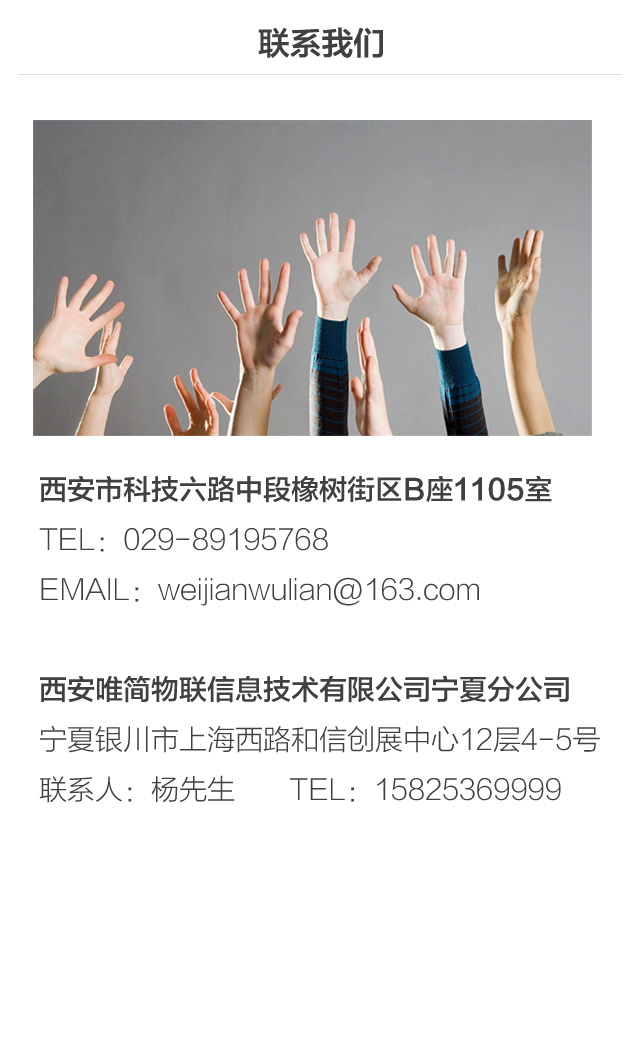 联系我们
西安市科技六路中段橡树街区B座1105室
TEL：029-89195768
EMAIL：weijianwulian@163.com
西安唯简物联信息技术有限公司宁夏分公司
宁夏银川市上海西路和信创展中心12层4-5号
联系人：杨先生 TEL：15825369999